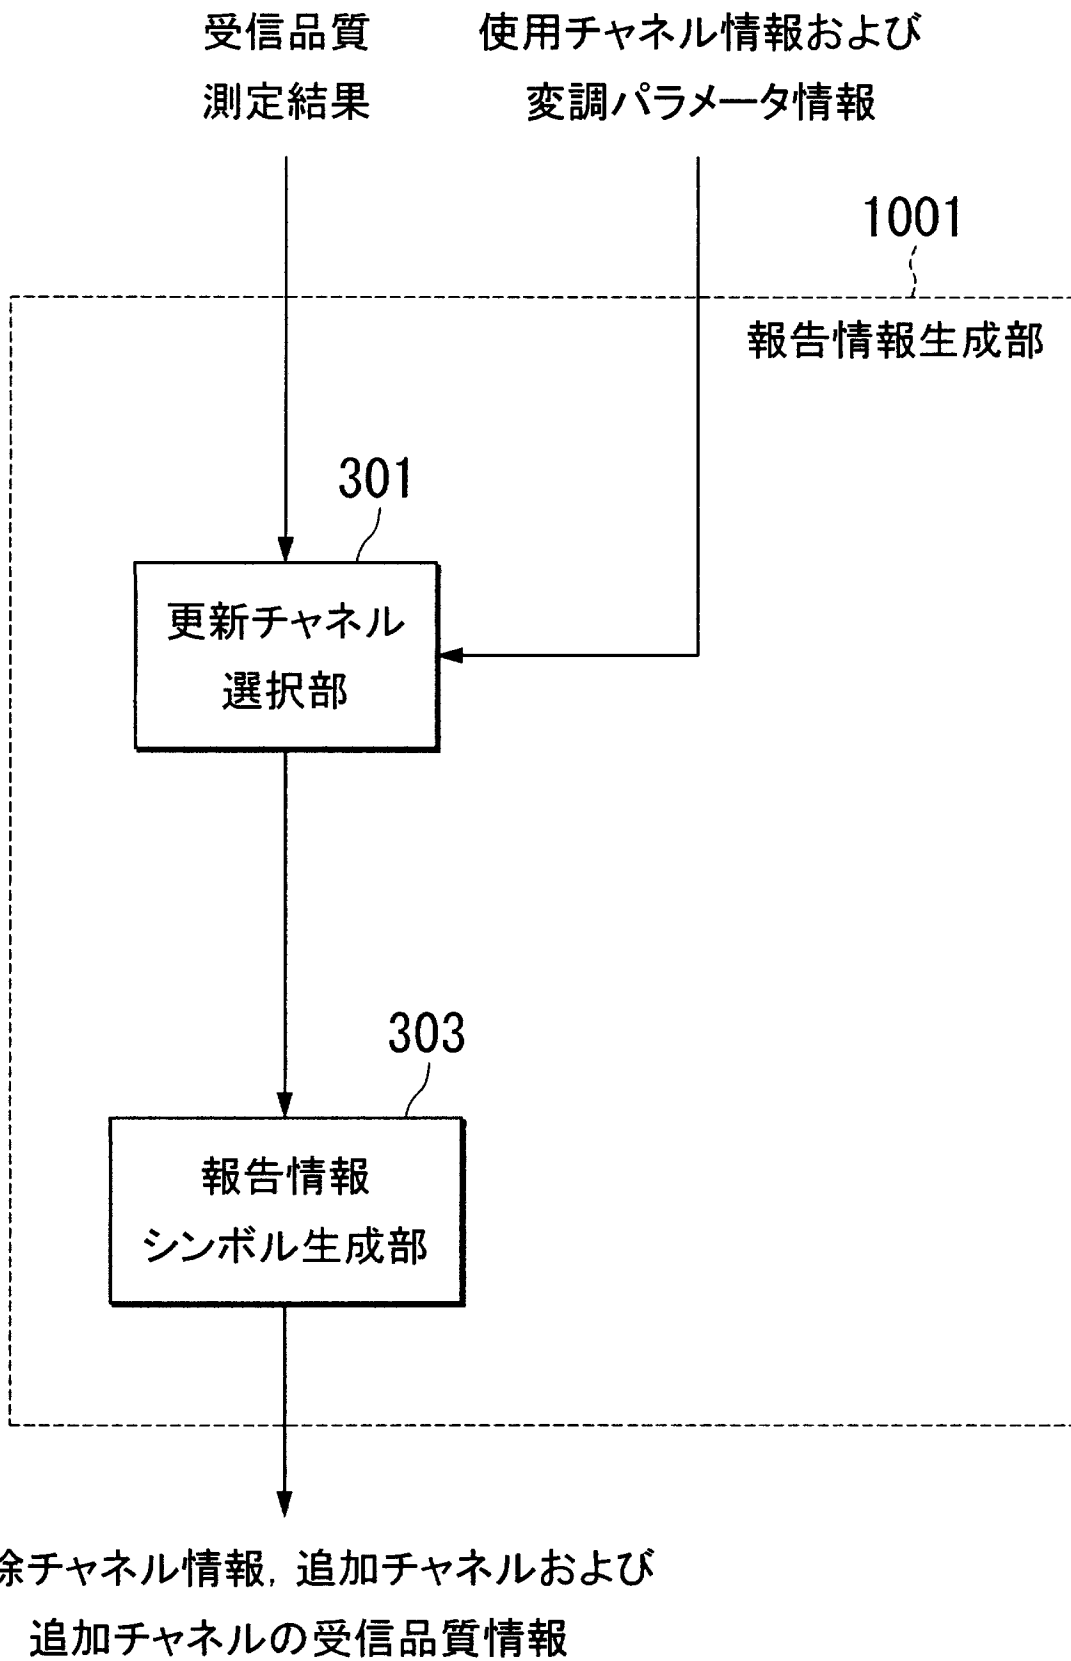 受信品質
測定結果
使用チャネル情報および
変調パラメータ情報
1001
報告情報生成部
301
更新チャネル
選択部
303
報告情報
シンボル生成部
除チャネル情報, 追加チャネルおよび
追加チャネルの受信品質情報